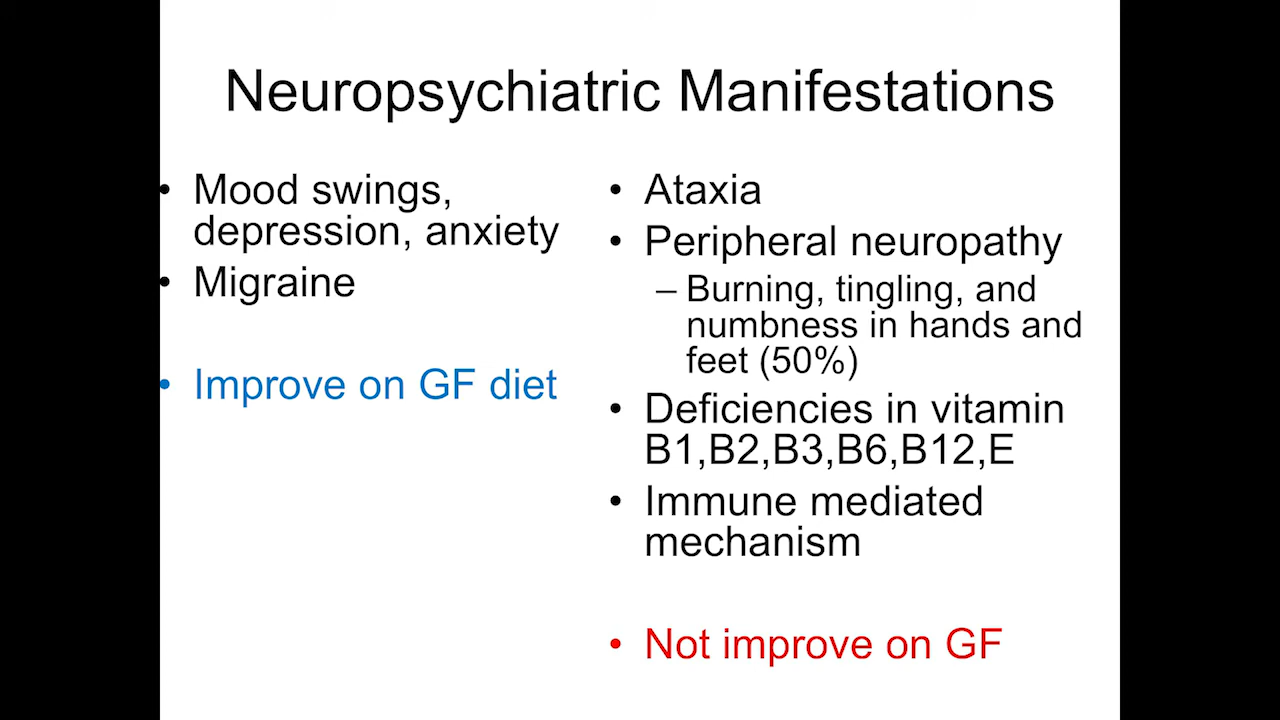 Neuropsychiatric Manifestations
• Mood swings,
depression, anxiety
• Migraine
• Improve on GF diet
• Ataxia
• Peripheral neuropathy
– Burning, tingling, and
numbness in hands and
feet (50%)
• Deficiencies in vitamin
B1,B2,B3,B6,B12,E
• Immune mediated
mechanism
• Not improve on GF